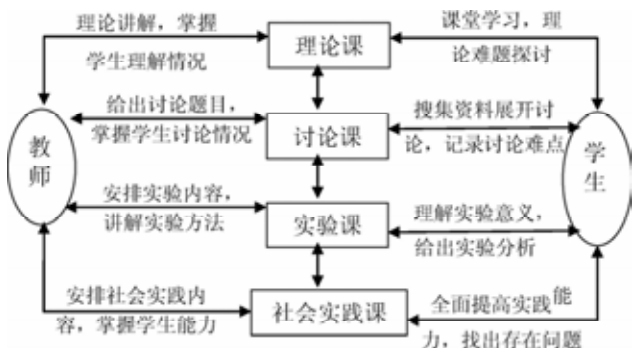 理论讲解，掌握
学生理解情况
理论课
课堂学习，理
论难题探讨
给出讨论题目，
掌握学生讨论情况
讨论课
搜集资料展开讨
论，记录讨论难点
教
师
学
生
安排实验内容，
讲解实验方法
实验课
理解实验意义，
给出实验分析
安排社会实践内
容，掌握学生能力
社会实践课
全面提高实践能
力，找出存在问题